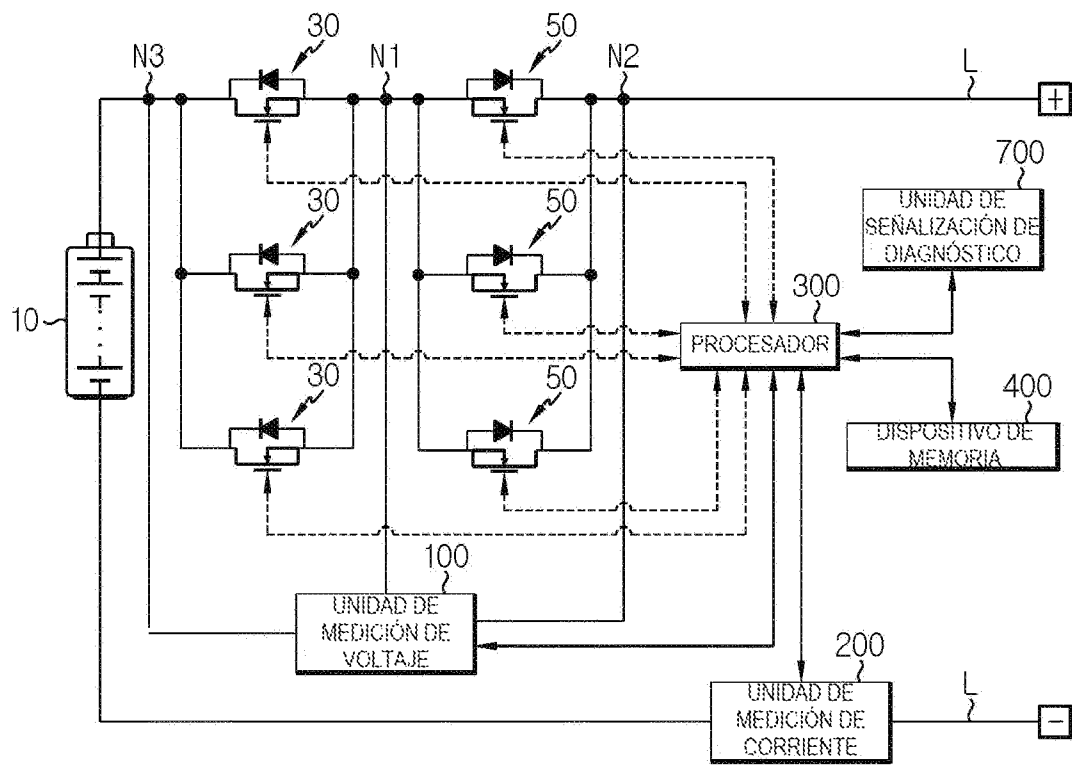 30
50
N3
N1
N2
L
+
700
UNIDAD DE
SEÑALIZACIÓN DE
DIAGNÓSTICO
30
50
10
300
PROCESADOR
30
50
400
DISPOSITIVO DE
MEMORIA
100
UNIDAD DE
MEDICIÓN DE
VOLTAJE
200
UNIDAD DE
MEDICIÓN DE
CORRIENTE
L
−